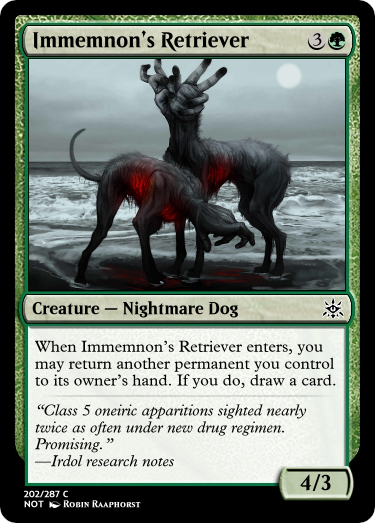 Immemnon's Retriever 3
Creature — Nightmare Dog
When Immemnon's Retriever enters, you
may return another permanent you control
to its owner's hand. If you do, draw a card.
“Class 5 oneiric apparitions sighted nearly
twice as often under new drug regimen.
Promising.”
—Irdol research notes
4/3
202/287 C
NOT Robin Raaphorst